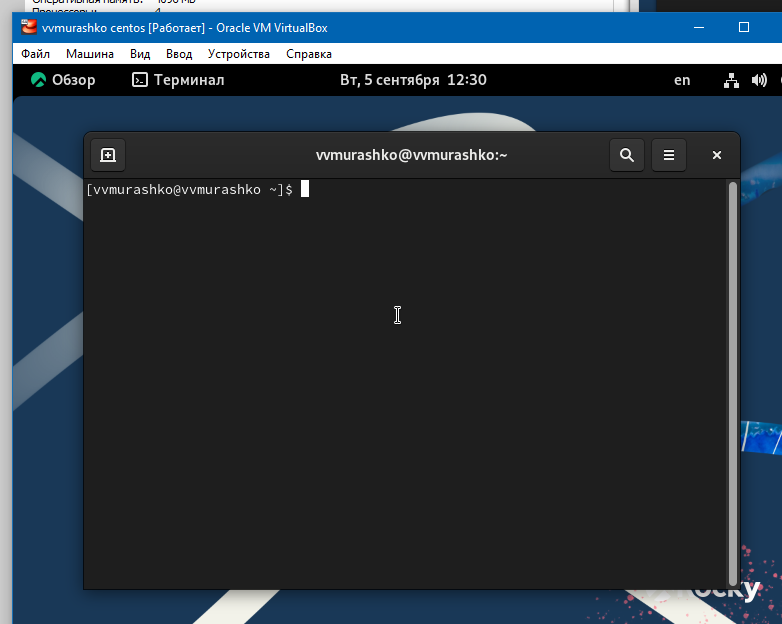 Оперативная память: 4096 МБ
Процессоры: 4
vvmurashko centos [Работает] - Oracle VM VirtualBox
Файл Машина Вид Ввод Устройства Справка
Обзор Терминал Вт, 5 сентября 12:30 en
vvmurashko@vvmurashko:~
[vvmurashko@vvmurashko ~]$
Rocky